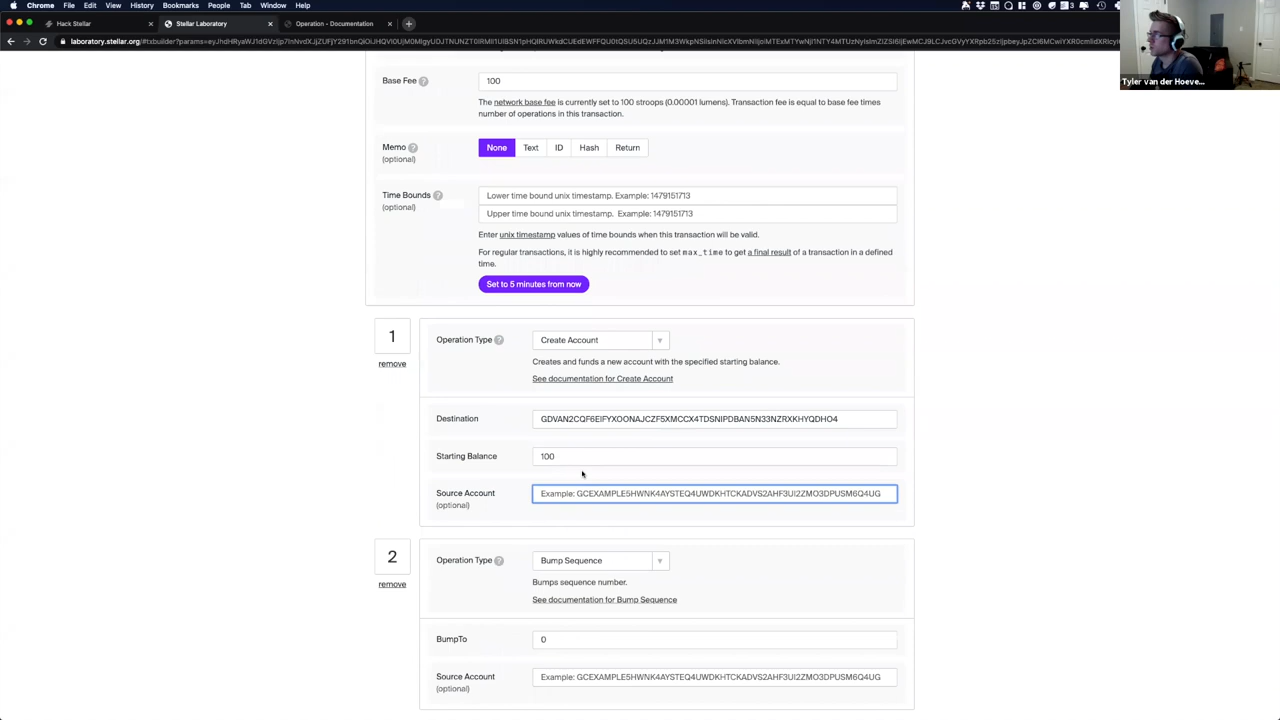 Chrome File Edit View History Bookmarks People Tab Window Help
Hack Stellar
Stellar Laboratory
Operation - Documentation
Base Fee ?
100
The network base fee is currently set to 100 stroops (0.00001 lumens). Transaction fee is equal to base fee times
number of operations in this transaction.
Memo ?
(optional)
None Text ID Hash Return
Time Bounds ?
(optional)
Lower time bound unix timestamp. Example: 1479151713
Upper time bound unix timestamp. Example: 1479151713
Enter unix timestamp values of time bounds when this transaction will be valid.
For regular transactions, it is highly recommended to set max_time to get a final result of a transaction in a defined
time.
Set to 5 minutes from now
1
remove
Operation Type ?
Create Account
Creates and funds a new account with the specified starting balance.
See documentation for Create Account
Destination
GDVAN2CQF6EIFYXOONAJCZF5XMCCX4TDSNIPDBAN5N33NZRXKHYQDHO4
Starting Balance
100
Source Account
(optional)
Example: GCEXAMPLE5HWNK4AYSTEQ4UWDKHTCKADVS2AHF3UI2ZMO3DPUSM6Q4UG
2
remove
Operation Type ?
Bump Sequence
Bumps sequence number.
See documentation for Bump Sequence
BumpTo
0
Source Account
(optional)
Example: GCEXAMPLE5HWNK4AYSTEQ4UWDKHTCKADVS2AHF3UI2ZMO3DPUSM6Q4UG
Tyler van der Hoeve...